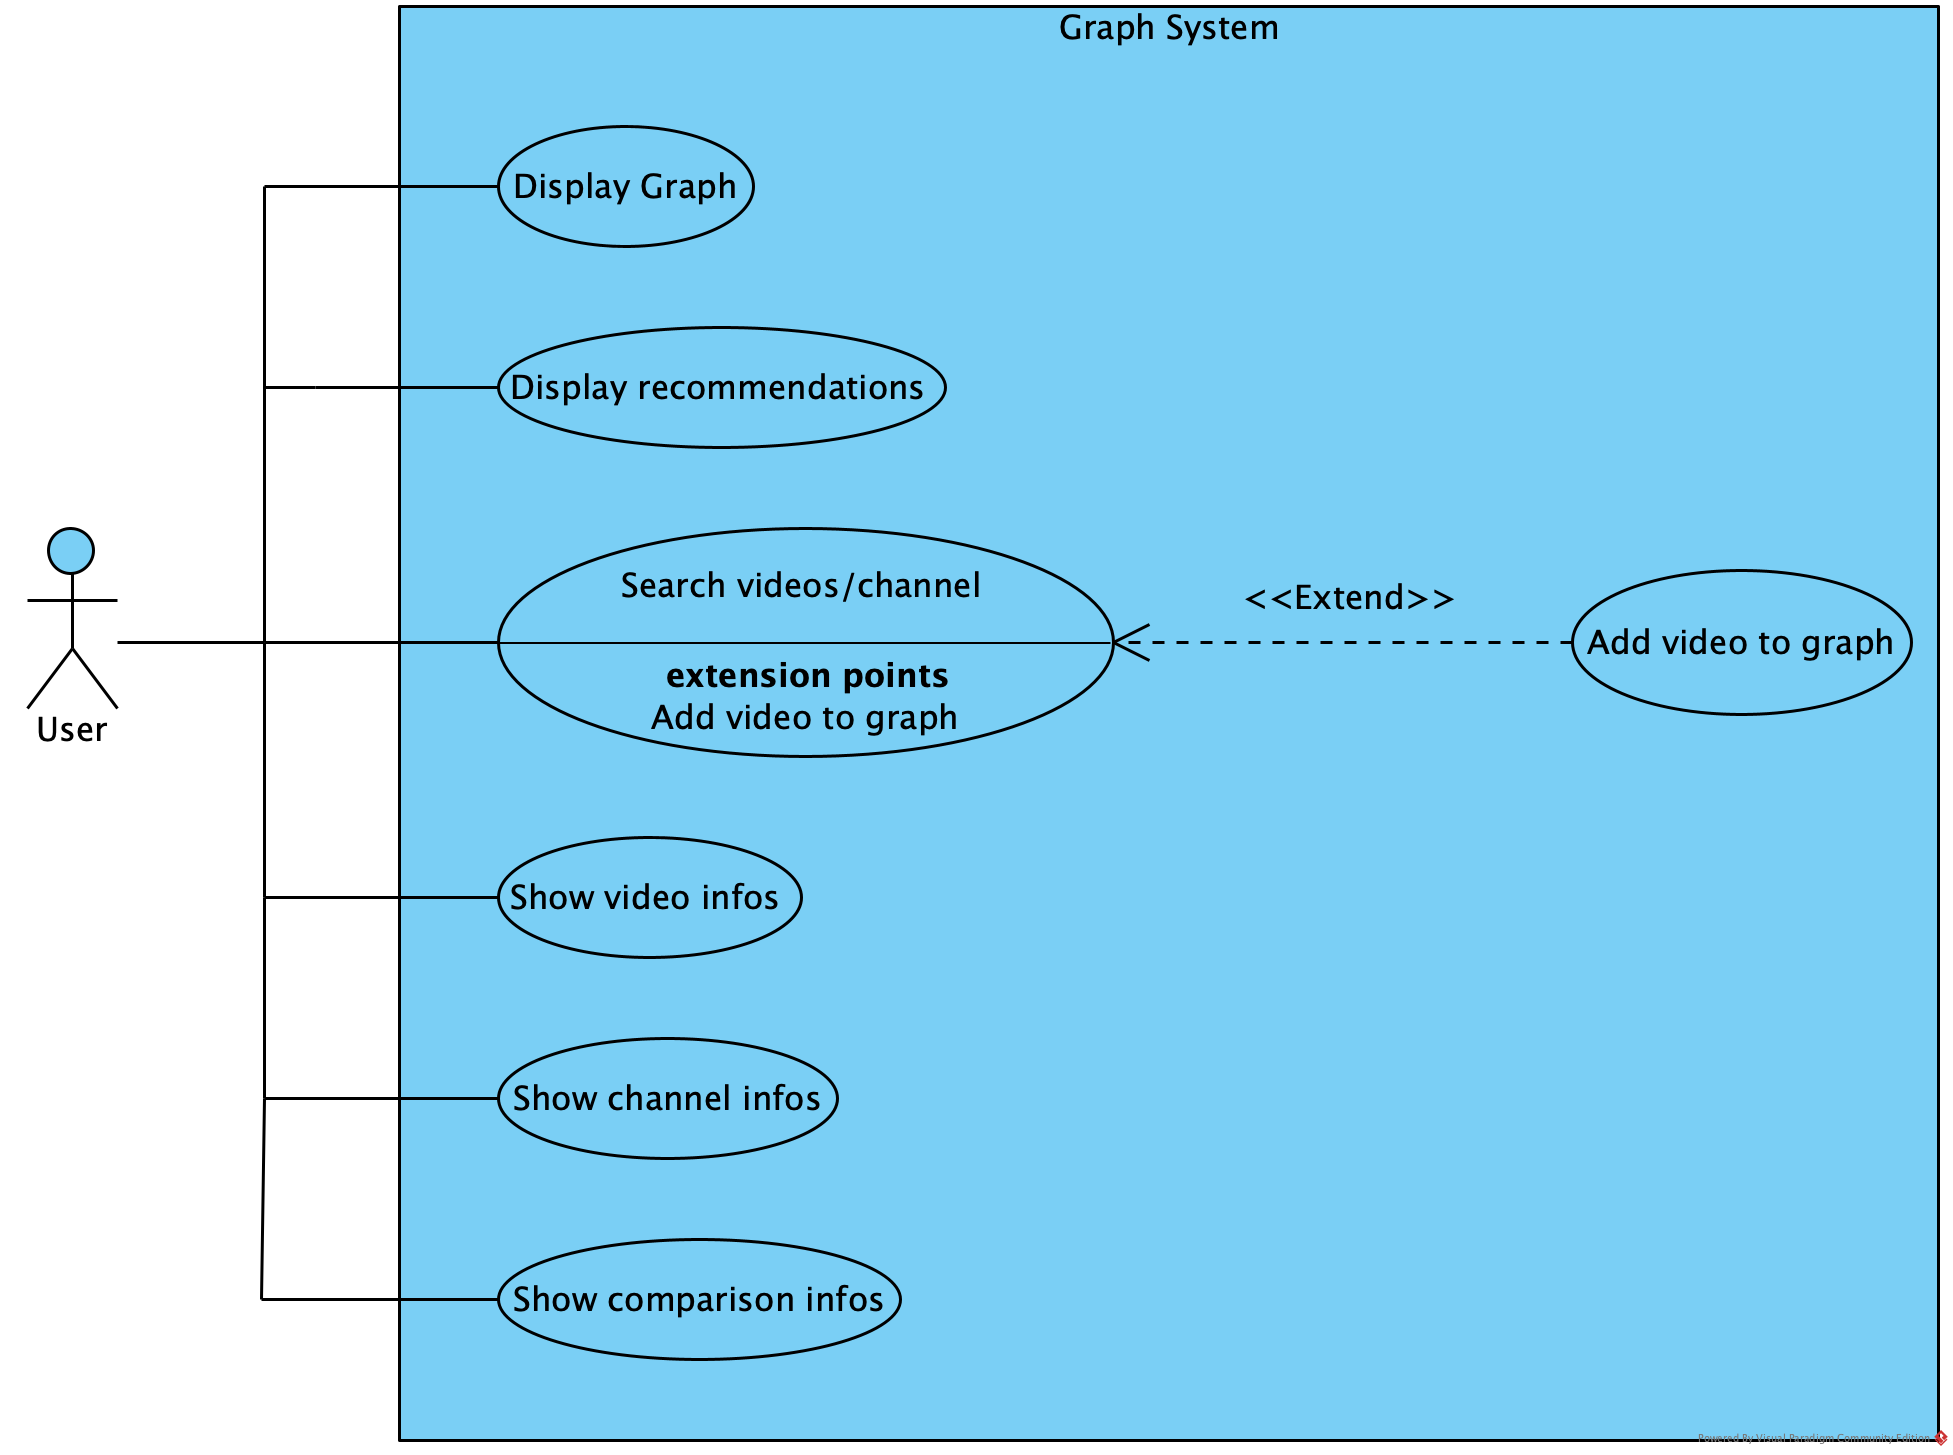 Graph System
Display Graph
Display recommendations
Search videos/channel
<<Extend>>
Add video to graph
extension points
Add video to graph
User
Show video infos
Show channel infos
Show comparison infos
Powered By Visual Paradigm Community Edition